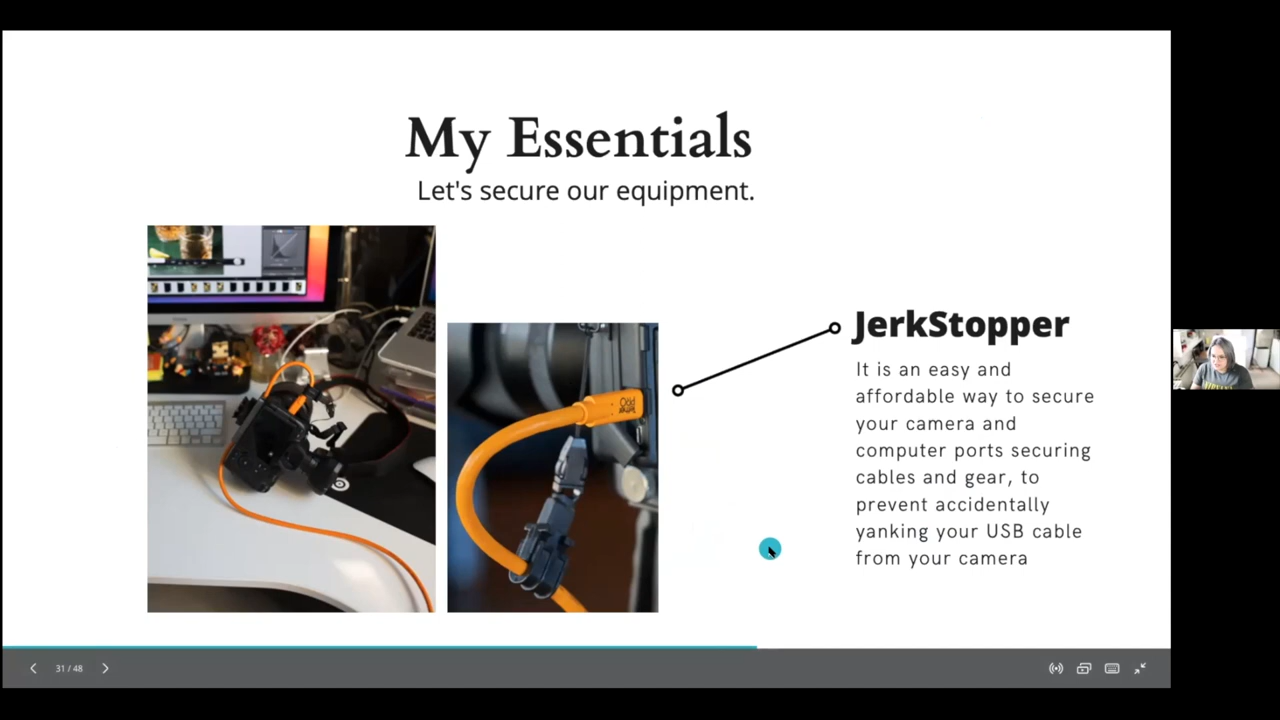 My Essentials
Let's secure our equipment.
JerkStopper
It is an easy and
affordable way to secure
your camera and
computer ports securing
cables and gear, to
prevent accidentally
yanking your USB cable
from your camera
31 / 48